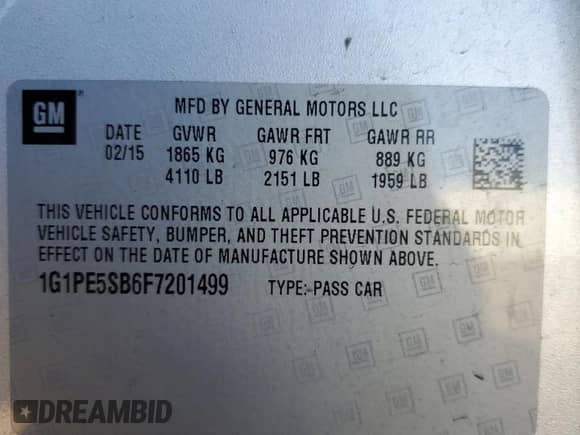 GM
MFD BY GENERAL MOTORS LLC
DATE GVWR GAWR FRT GAWR RR
02/15 1865 KG 976 KG 889 KG
4110 LB 2151 LB 1959 LB
THIS VEHICLE CONFORMS TO ALL APPLICABLE U.S. FEDERAL MOTOR
VEHICLE SAFETY, BUMPER, AND THEFT PREVENTION STANDARDS IN
EFFECT ON THE DATE OF MANUFACTURE SHOWN ABOVE.
1G1PE5SB6F7201499 TYPE: PASS CAR
DREAMBID